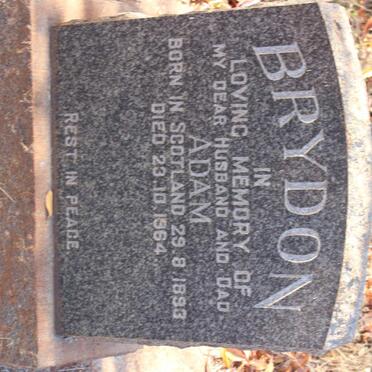 BRYDON
IN
LOVING MEMORY OF
MY DEAR HUSBAND AND DAD
ADAM
BORN IN SCOTLAND 29·8·1893
DIED 23·10·1964
REST IN PEACE